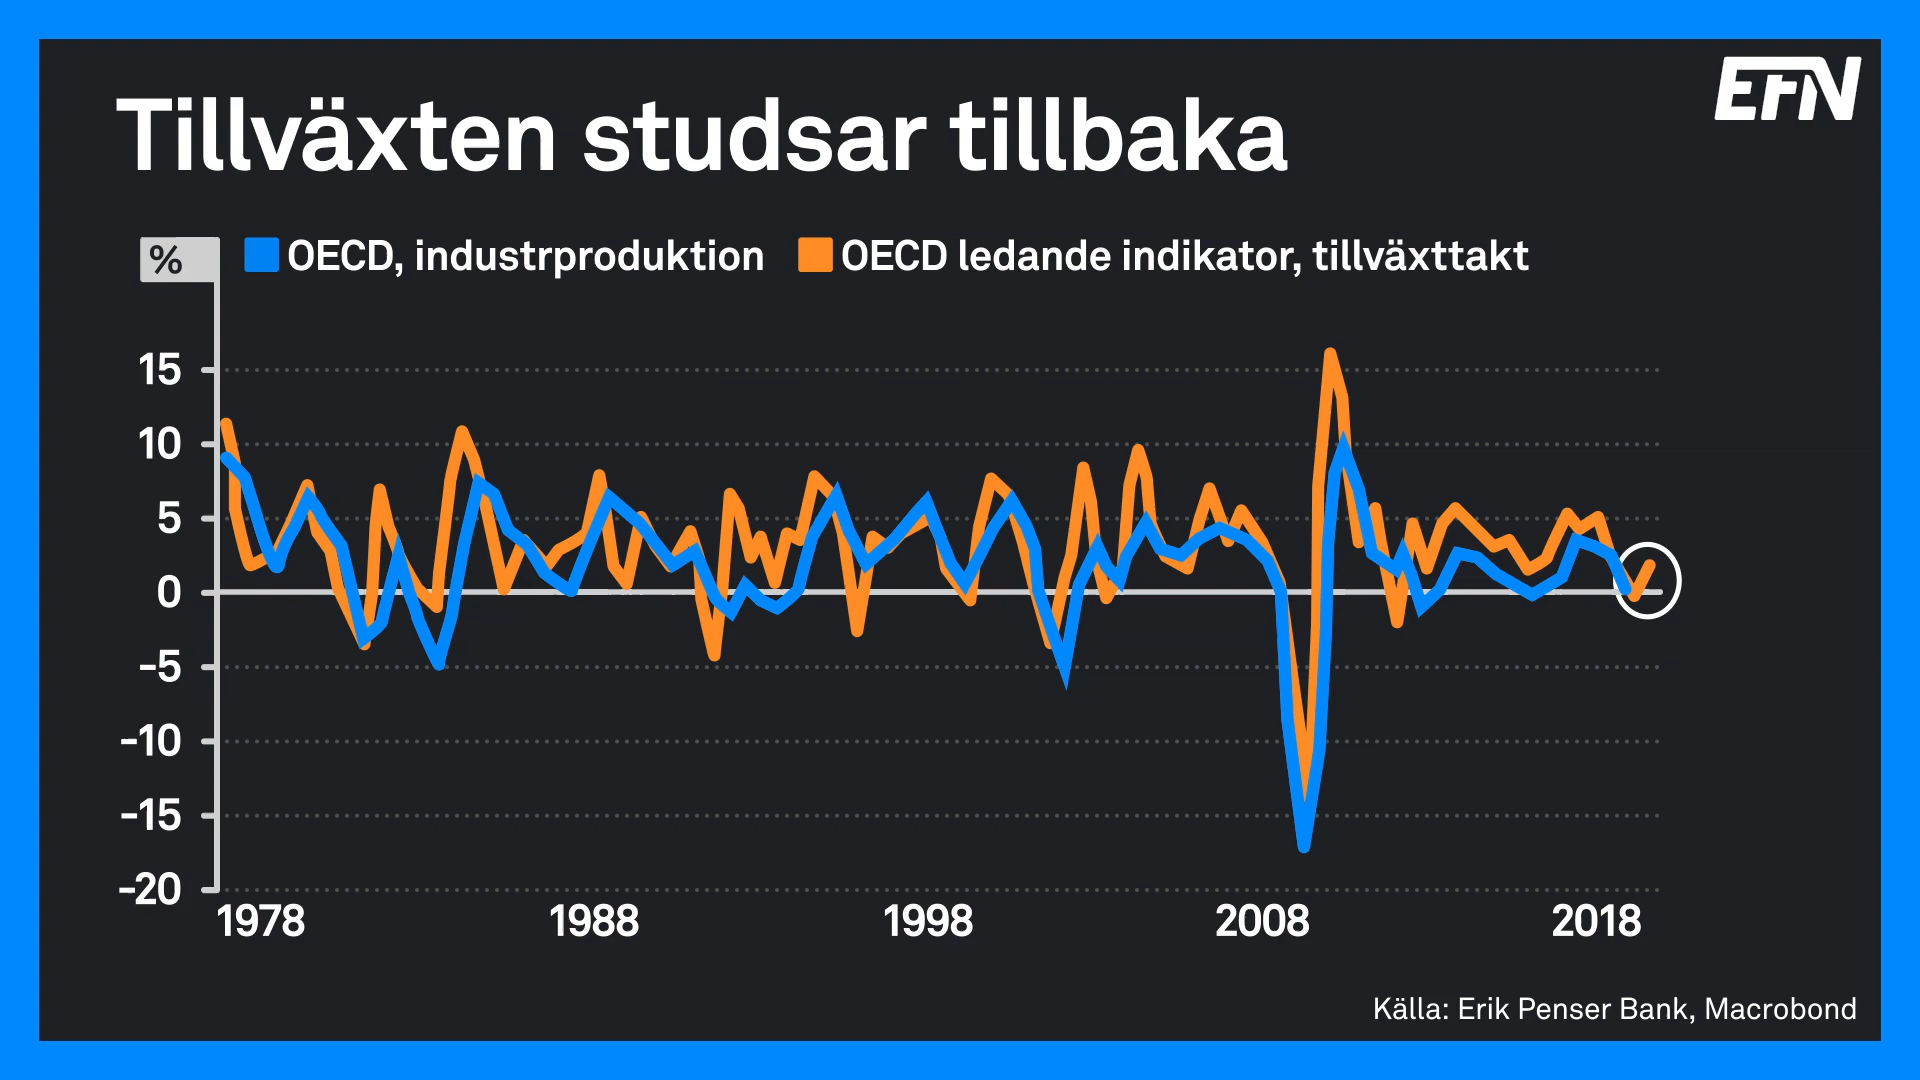 EFN
Tillväxten studsar tillbaka
% OECD, industrproduktion OECD ledande indikator, tillväxttakt
15
10
5
0
-5
-10
-15
-20
1978 1988 1998 2008 2018
Källa: Erik Penser Bank, Macrobond